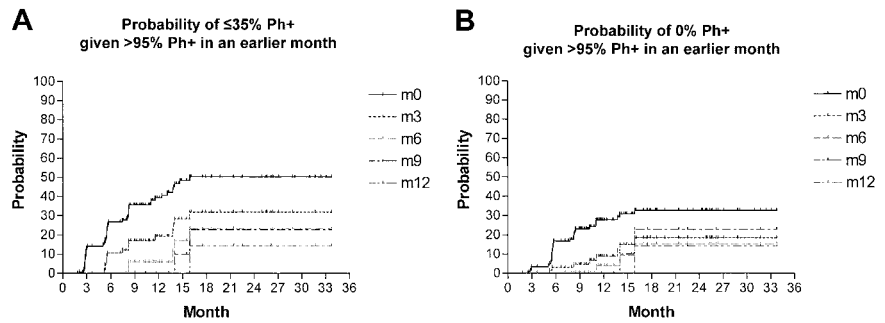 A
Probability of ≤35% Ph+
given >95% Ph+ in an earlier month
100
90
80
70
60
50
40
30
20
10
0
Probability
0 3 6 9 12 15 18 21 24 27 30 33 36
Month
m0
m3
m6
m9
m12
B
Probability of 0% Ph+
given >95% Ph+ in an earlier month
100
90
80
70
60
50
40
30
20
10
0
Probability
0 3 6 9 12 15 18 21 24 27 30 33 36
Month
m0
m3
m6
m9
m12